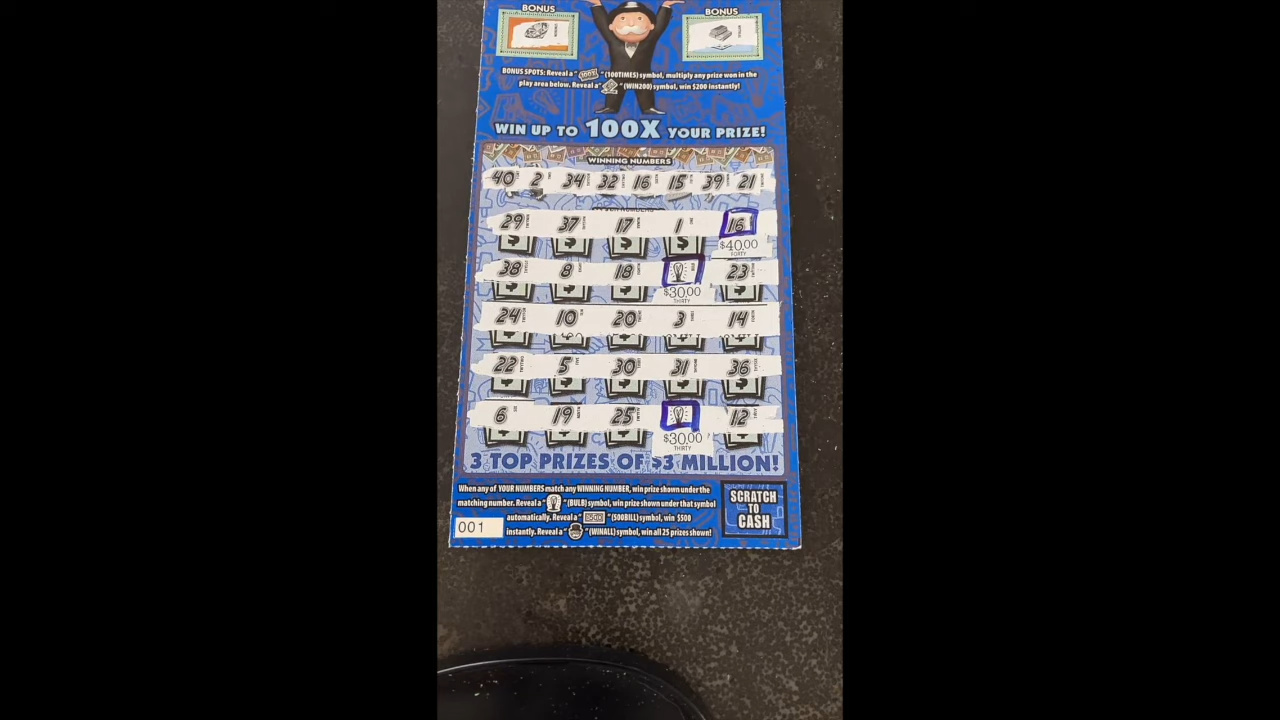 BONUS BONUS
BONUS SPOTS: Reveal a "100X" (100TIMES) symbol, multiply any prize won in the
play area below. Reveal a " " (WIN200) symbol, win $200 instantly!
WIN UP TO 100X YOUR PRIZE!
WINNING NUMBERS
40 2 34 32 16 15 39 21
29 37 17 1 16
$ $ $ $ $40.00
FORTY
38 8 18 23
$30.00
THIRTY
24 10 20 3 14
22 5 30 31 36
6 19 25 12
$30.00
THIRTY
3 TOP PRIZES OF $3 MILLION!
When any of YOUR NUMBERS match any WINNING NUMBER, win prize shown under the
matching number. Reveal a " " (BULB) symbol, win prize shown under that symbol
automatically. Reveal a " " (500BILL) symbol, win $500
instantly. Reveal a " " (WINALL) symbol, win all 25 prizes shown!
001
SCRATCH
TO
CASH